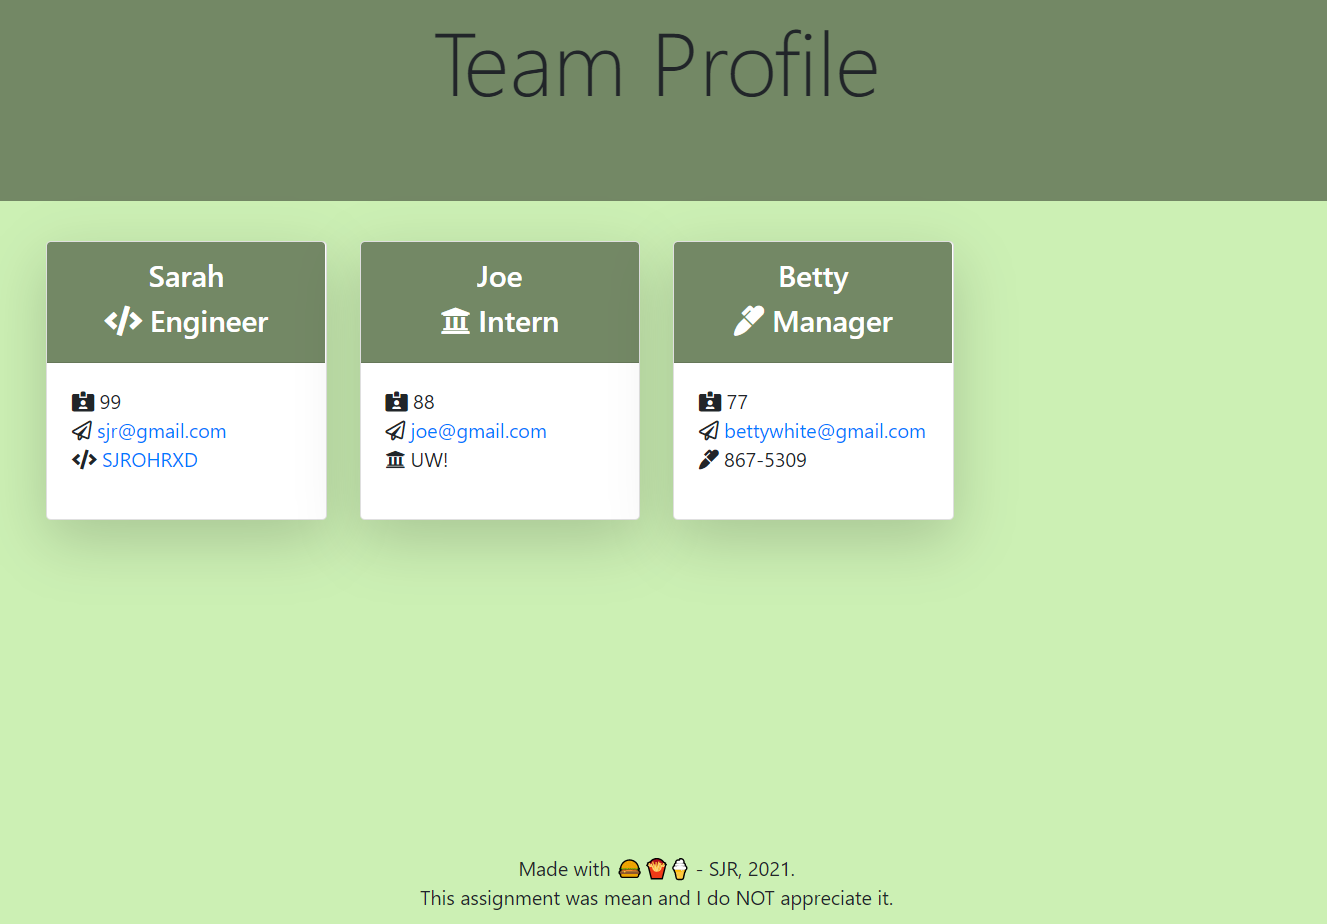 Team Profile
Sarah
</> Engineer
99
sjr@gmail.com
</> SJROHRXD
Joe
Intern
88
joe@gmail.com
UW!
Betty
Manager
77
bettywhite@gmail.com
867-5309
Made with 🍔🍟🍦 - SJR, 2021.
This assignment was mean and I do NOT appreciate it.